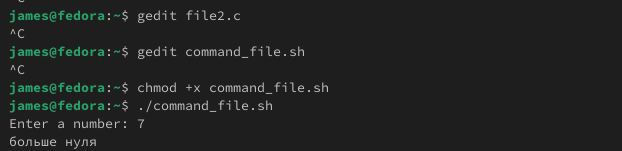 james@fedora:~$ gedit file2.c
^C
james@fedora:~$ gedit command_file.sh
^C
james@fedora:~$ chmod +x command_file.sh
james@fedora:~$ ./command_file.sh
Enter a number: 7
больше нуля